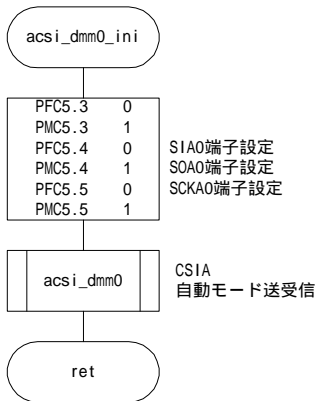 acsi_dmm0_ini
PFC5.3 0
PMC5.3 1
PFC5.4 0 SIA0端子設定
PMC5.4 1 SOA0端子設定
PFC5.5 0 SCKA0端子設定
PMC5.5 1
acsi_dmm0
CSIA
自動モード送受信
ret